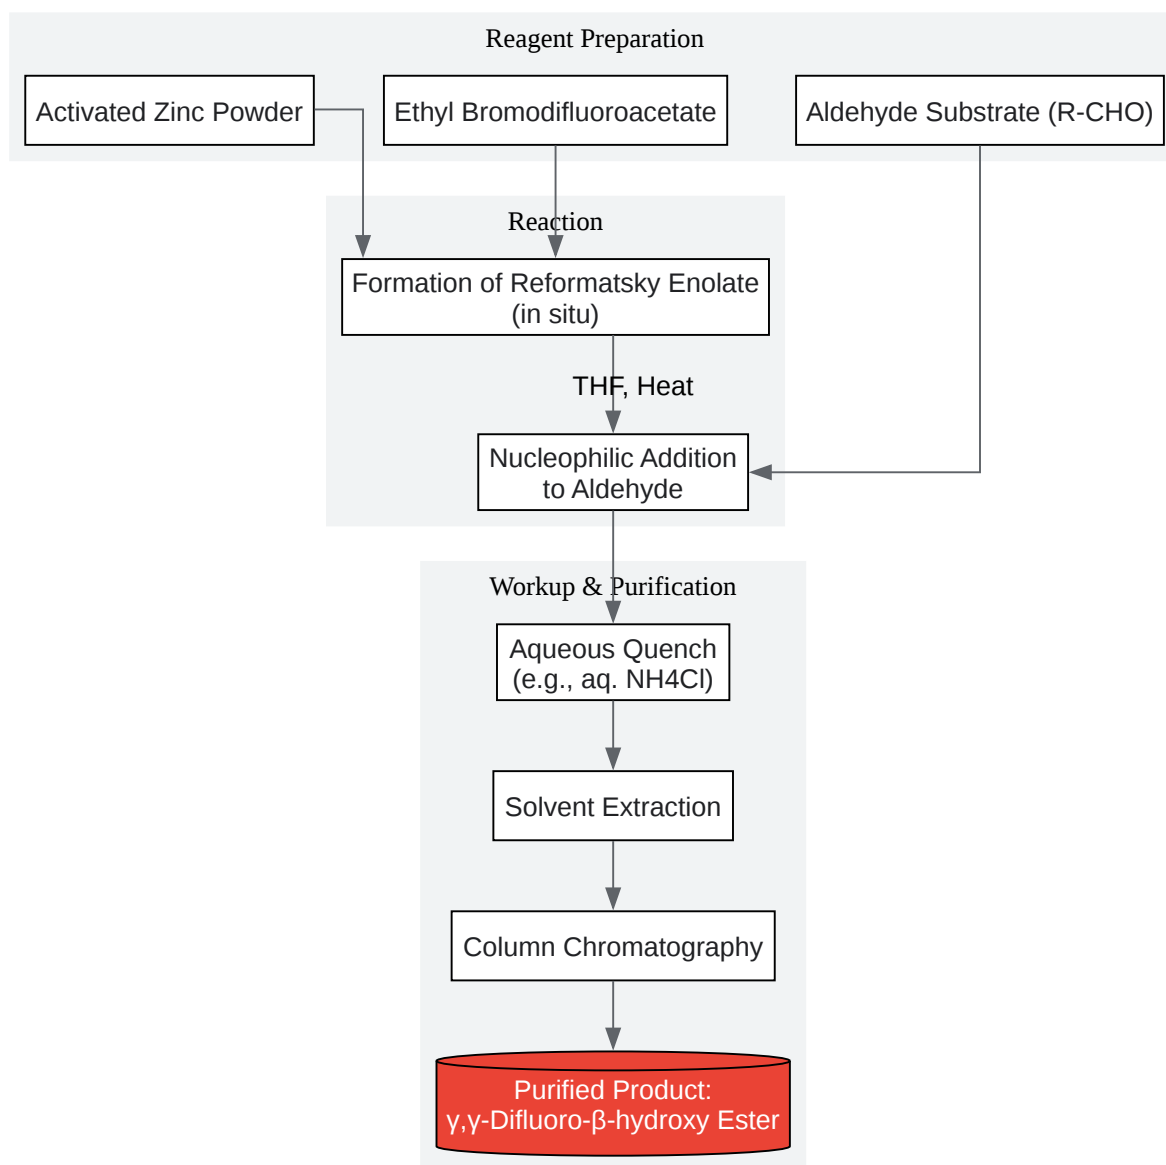 Reagent Preparation
Activated Zinc Powder
Ethyl Bromodifluoroacetate
Aldehyde Substrate (R-CHO)
Reaction
Formation of Reformatsky Enolate
(in situ)
THF, Heat
Nucleophilic Addition
to Aldehyde
Workup & Purification
Aqueous Quench
(e.g., aq. NH4Cl)
Solvent Extraction
Column Chromatography
Purified Product:
γ,γ-Difluoro-β-hydroxy Ester